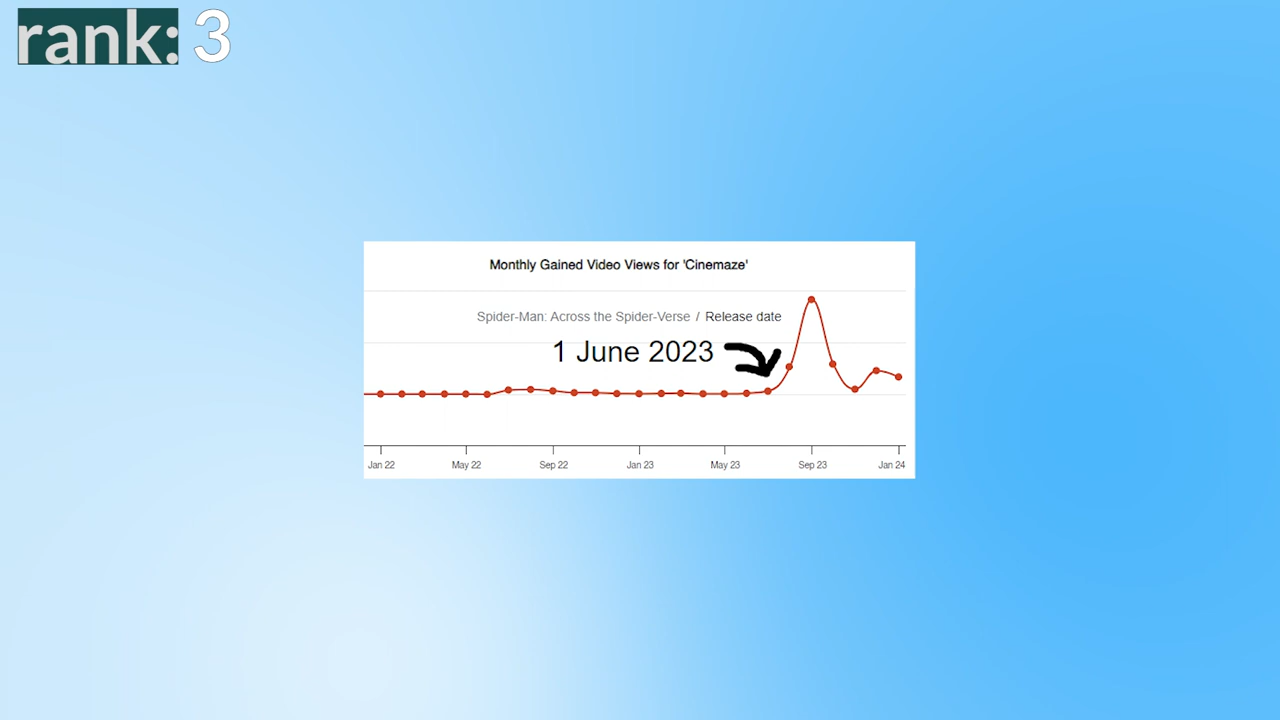 rank: 3
Monthly Gained Video Views for 'Cinemaze'
Spider-Man: Across the Spider-Verse / Release date
1 June 2023
Jan 22 May 22 Sep 22 Jan 23 May 23 Sep 23 Jan 24